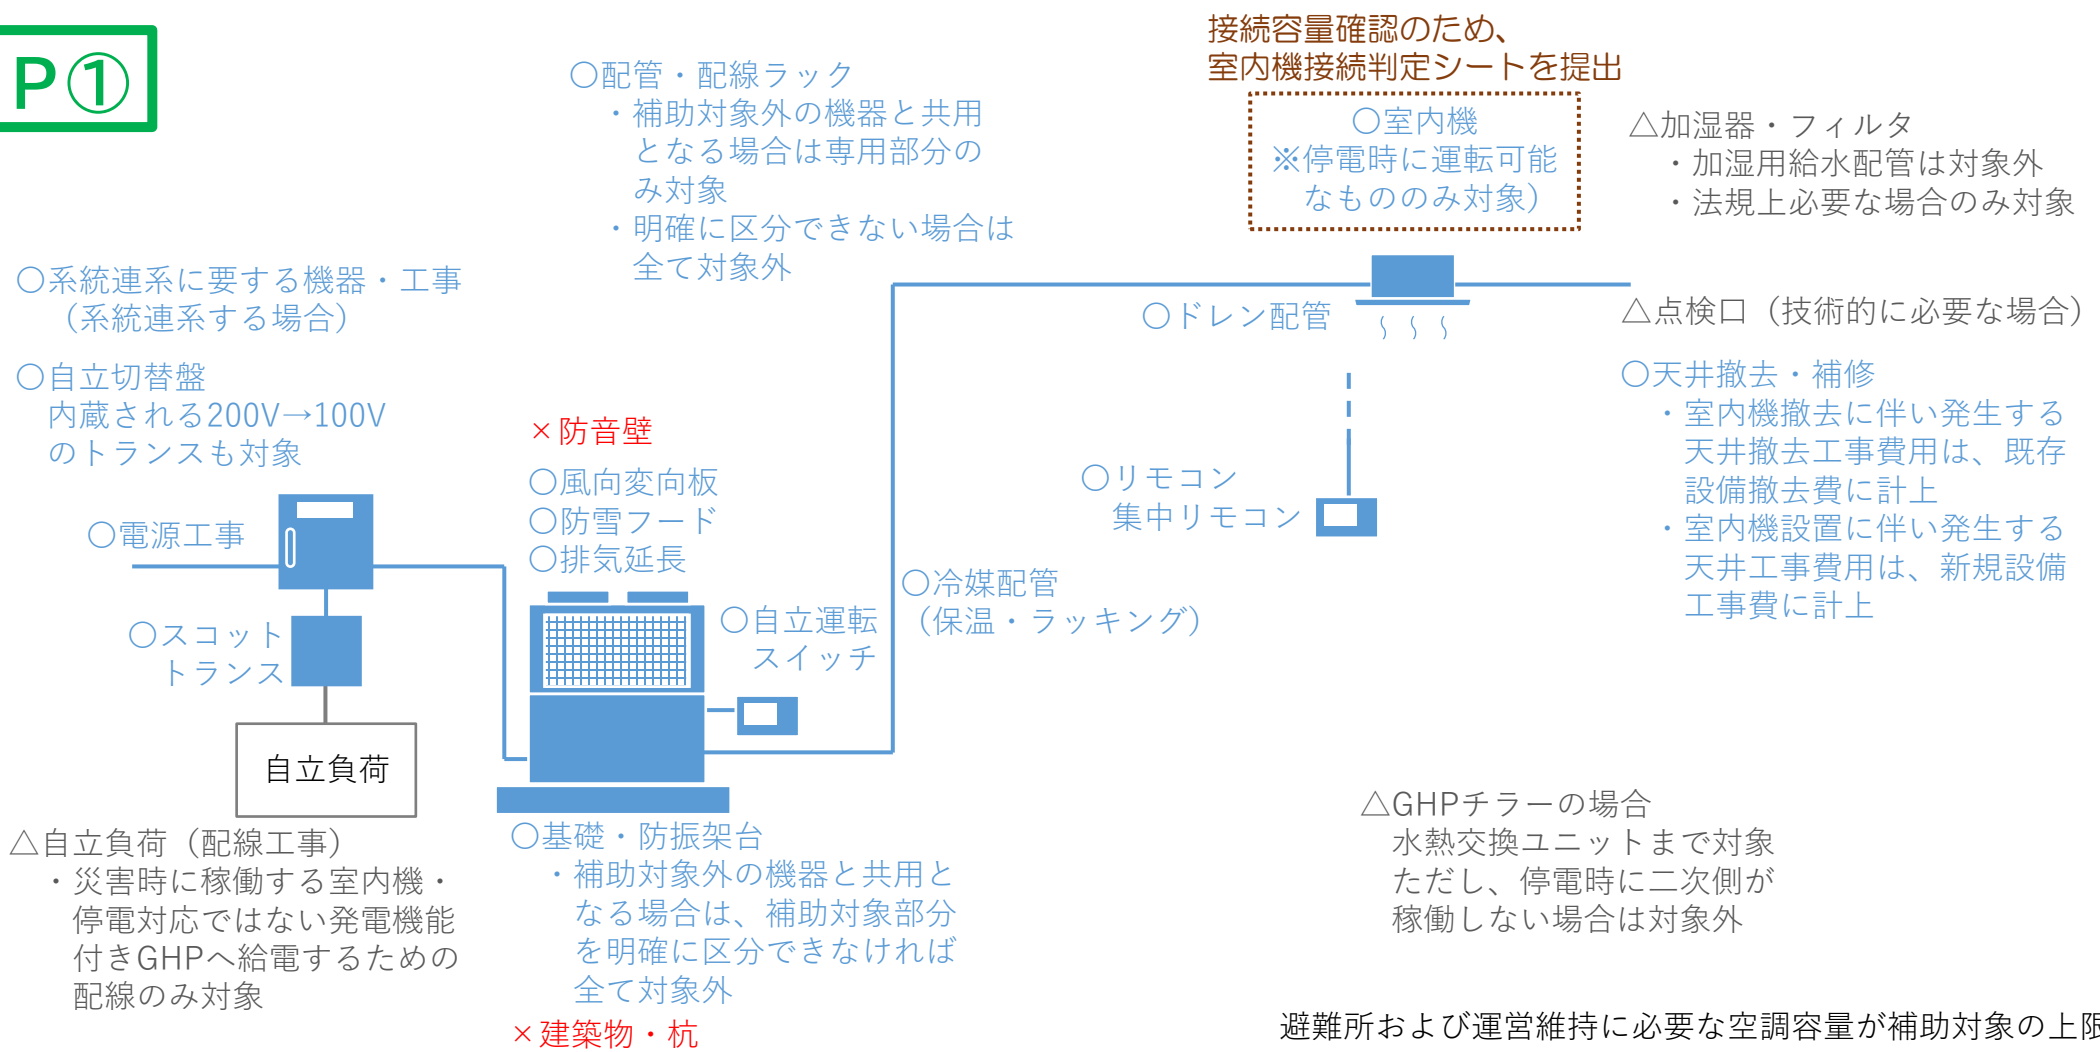 P①
接続容量確認のため、
室内機接続判定シートを提出
○配管・配線ラック
・補助対象外の機器と共用
となる場合は専用部分の
み対象
・明確に区分できない場合は
全て対象外
○室内機
※停電時に運転可能
なもののみ対象）
△加湿器・フィルタ
・加湿用給水配管は対象外
・法規上必要な場合のみ対象
○系統連系に要する機器・工事
（系統連系する場合）
○ドレン配管
△点検口（技術的に必要な場合）
○自立切替盤
内蔵される200V→100V
のトランスも対象
○天井撤去・補修
・室内機撤去に伴い発生する
天井撤去工事費用は、既存
設備撤去費に計上
・室内機設置に伴い発生する
天井工事費用は、新規設備
工事費に計上
×防音壁
○風向変向板
○防雪フード
○排気延長
○リモコン
集中リモコン
○電源工事
○冷媒配管
（保温・ラッキング）
○自立運転
スイッチ
○スコット
トランス
自立負荷
△自立負荷（配線工事）
・災害時に稼働する室内機・
停電対応ではない発電機能
付きGHPへ給電するための
配線のみ対象
○基礎・防振架台
・補助対象外の機器と共用と
なる場合は、補助対象部分
を明確に区分できなければ
全て対象外
×建築物・杭
△GHPチラーの場合
水熱交換ユニットまで対象
ただし、停電時に二次側が
稼働しない場合は対象外
避難所および運営維持に必要な空調容量が補助対象の上限